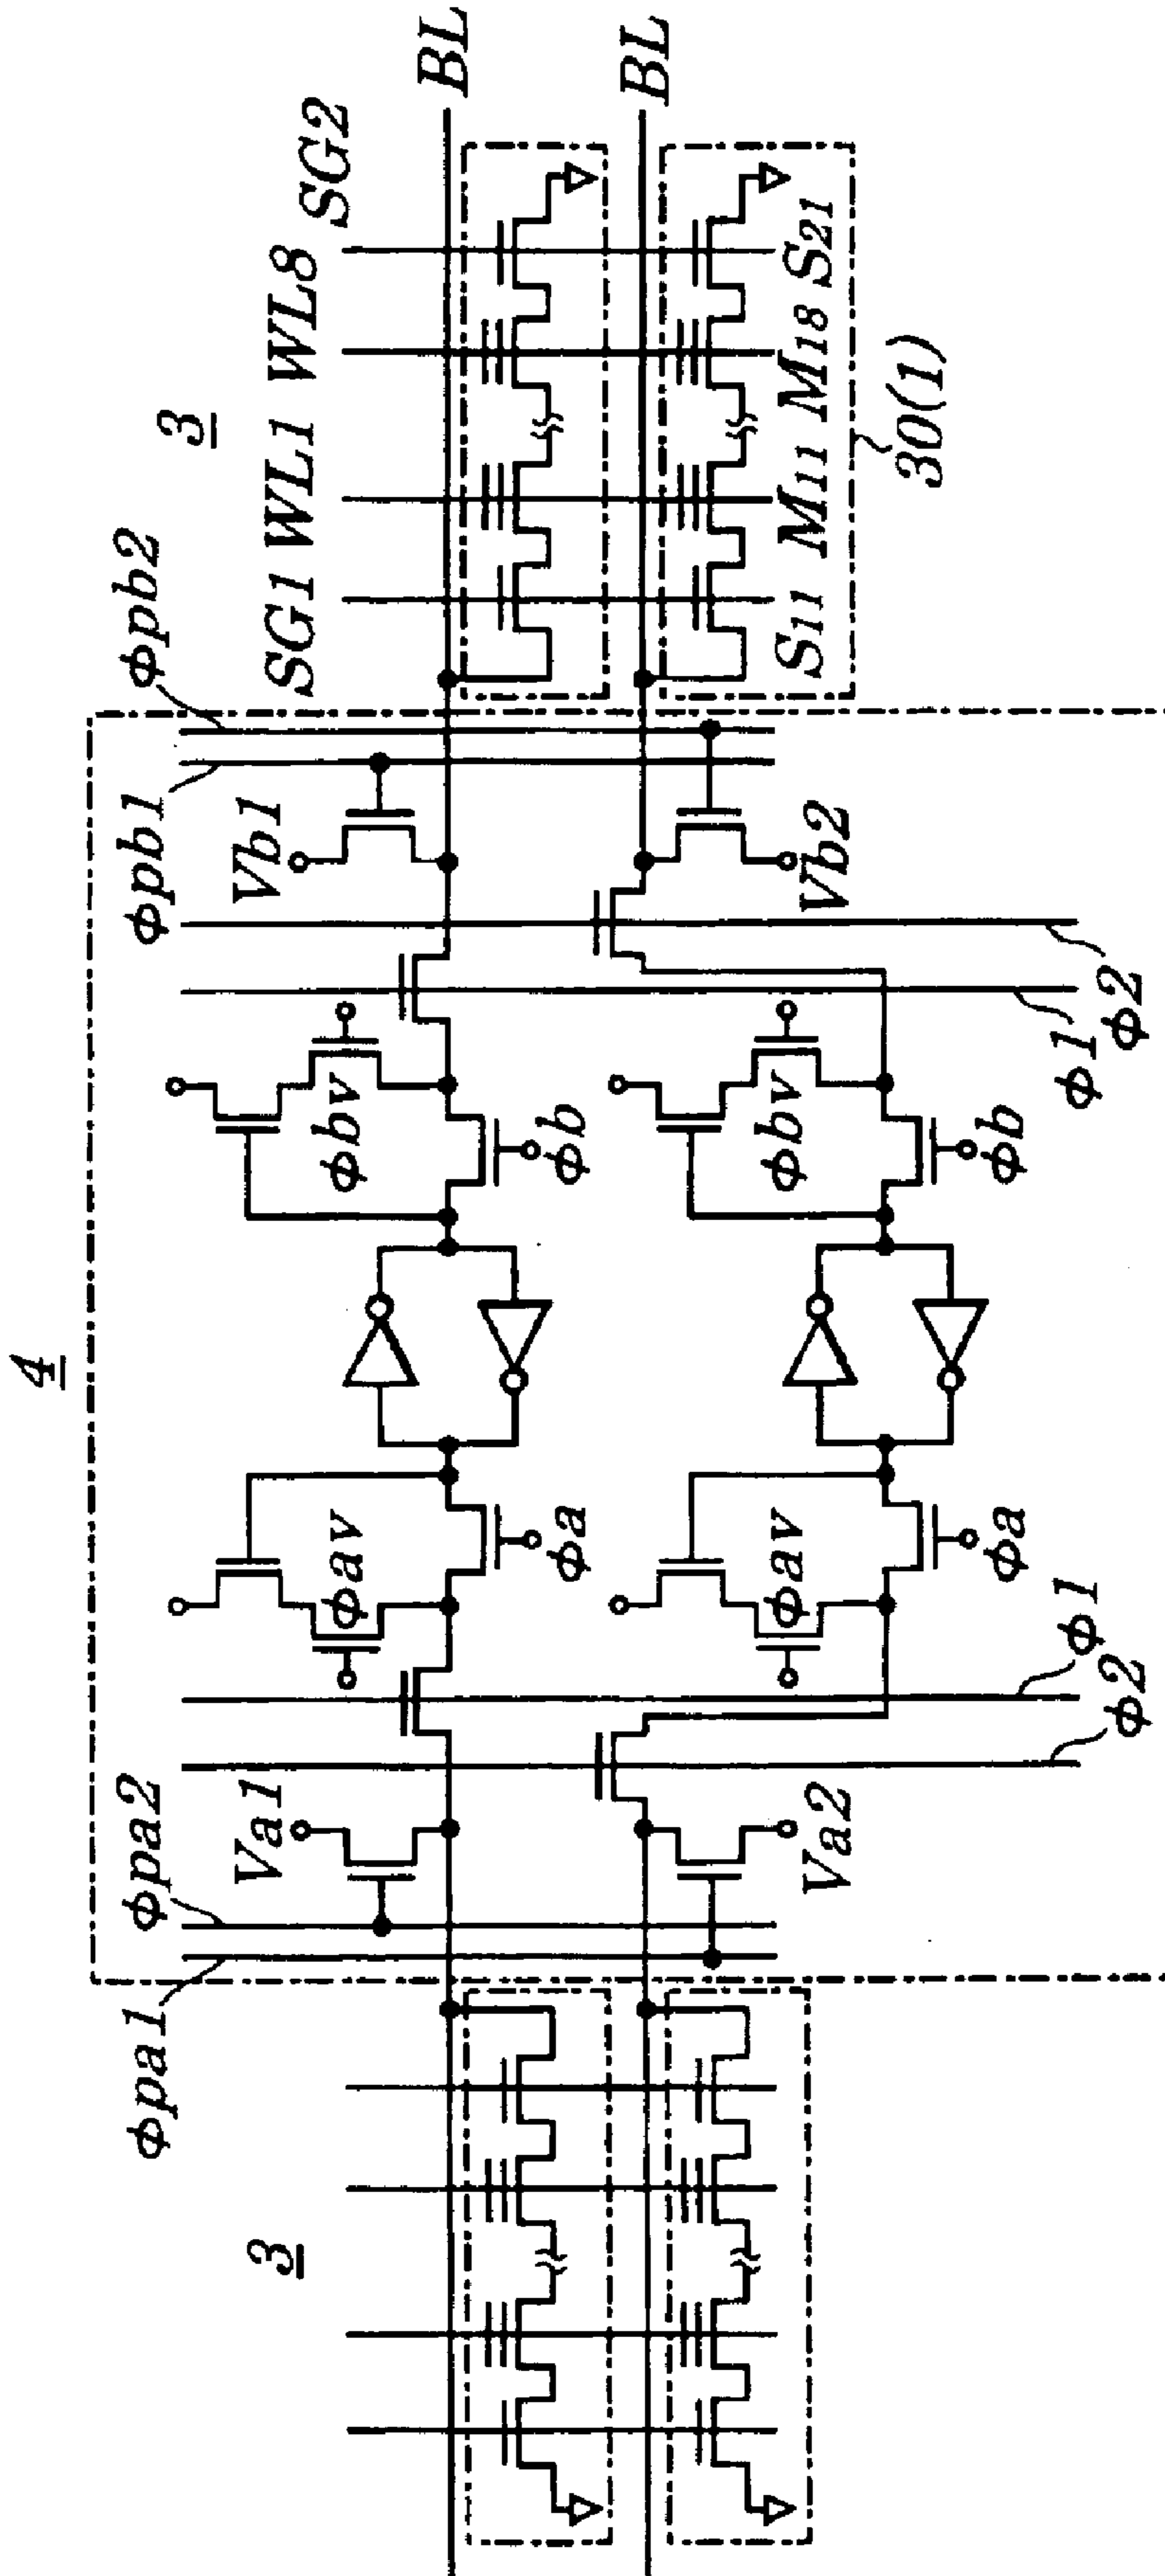 4
3
3
ϕpa1
ϕpa2
ϕpb1
ϕpb2
SG1 WL1 WL8 SG2
Va1
Vb1
BL
ϕav
ϕbv
ϕa
ϕb
BL
Va2
Vb2
ϕav
ϕbv
S11 M11 M18 S21
ϕa
ϕb
30(1)
ϕ2
ϕ1
ϕ1
ϕ2